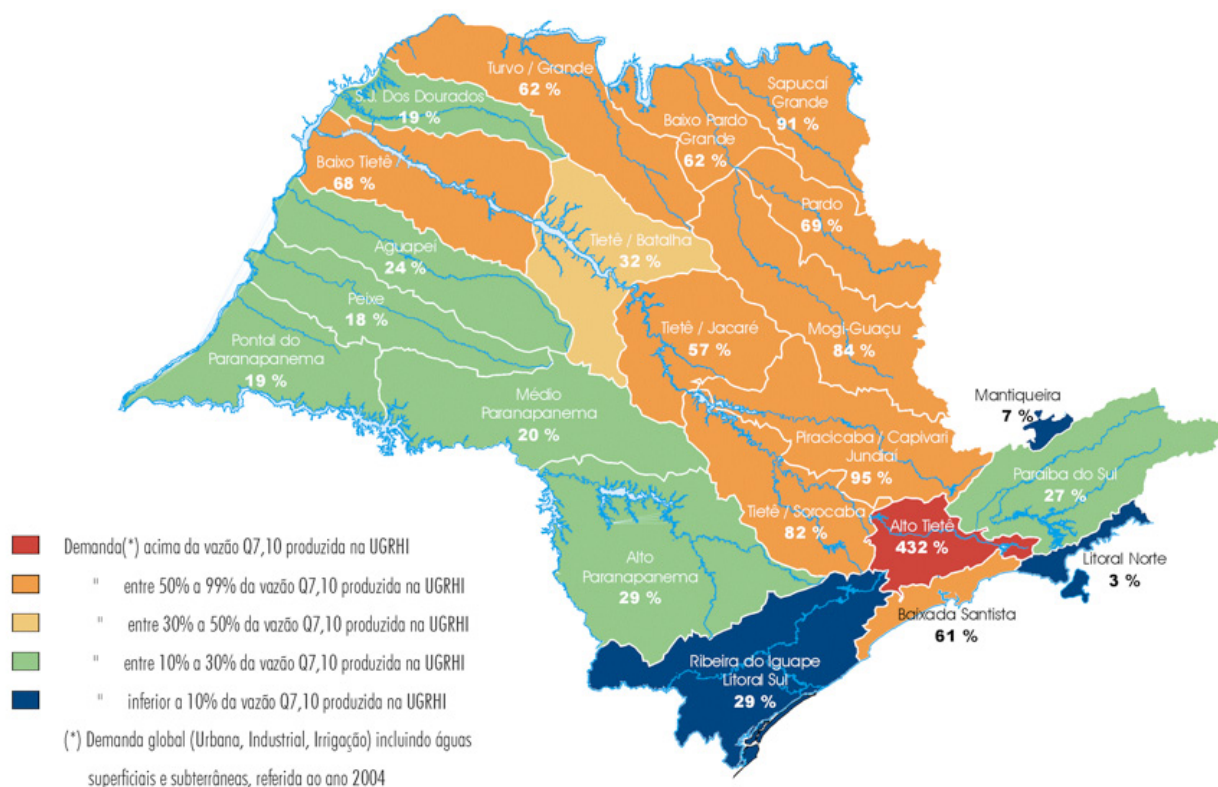 Turvo / Grande
62 %
Sapucaí
Grande
91 %
S.J. Dos Dourados
19 %
Baixo Pardo
Grande
62 %
Baixo Tietê
68 %
Pardo
69 %
Tietê / Batalha
32 %
Aguapeí
24 %
Peixe
18 %
Tietê / Jacaré
57 %
Mogi-Guaçu
84 %
Pontal do
Paranapanema
19 %
Médio
Paranapanema
20 %
Mantiqueira
7 %
Piracicaba / Capivari
Jundiaí
95 %
Paraíba do Sul
27 %
Tietê / Sorocaba
82 %
Alto Tietê
432 %
Alto
Paranapanema
29 %
Litoral Norte
3 %
Baixada Santista
61 %
Ribeira do Iguape
Litoral Sul
29 %
Demanda(*) acima da vazão Q7,10 produzida na UGRHI
" entre 50% a 99% da vazão Q7,10 produzida na UGRHI
" entre 30% a 50% da vazão Q7,10 produzida na UGRHI
" entre 10% a 30% da vazão Q7,10 produzida na UGRHI
" inferior a 10% da vazão Q7,10 produzida na UGRHI
(*) Demanda global (Urbana, Industrial, Irrigação) incluindo águas
superficiais e subterrâneas, referida ao ano 2004